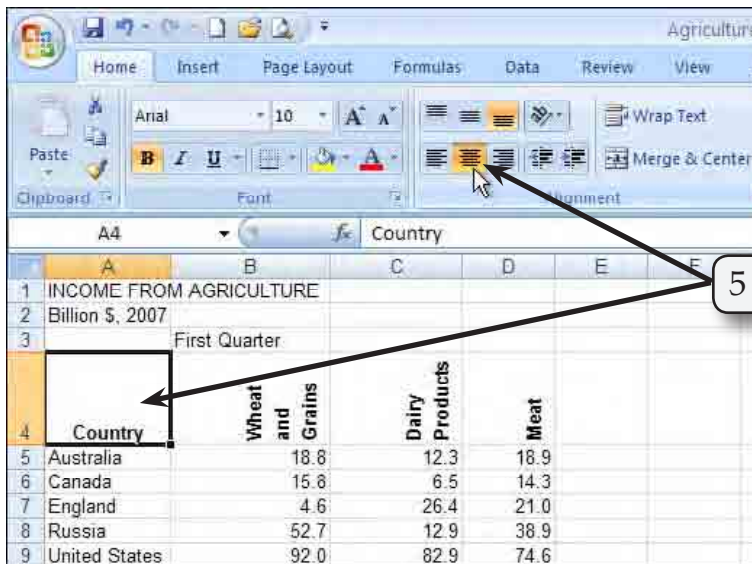 Agriculture
Home Insert Page Layout Formulas Data Review View
Paste Arial 10 A A Wrap Text
B I U A Merge & Center
Clipboard Font Alignment
A4 fx Country
A B C D E F
1 INCOME FROM AGRICULTURE
2 Billion $, 2007
3 First Quarter
4 Country Wheat and Grains Dairy Products Meat
5 Australia 18.8 12.3 18.9
6 Canada 15.8 6.5 14.3
7 England 4.6 26.4 21.0
8 Russia 52.7 12.9 38.9
9 United States 92.0 82.9 74.6
5